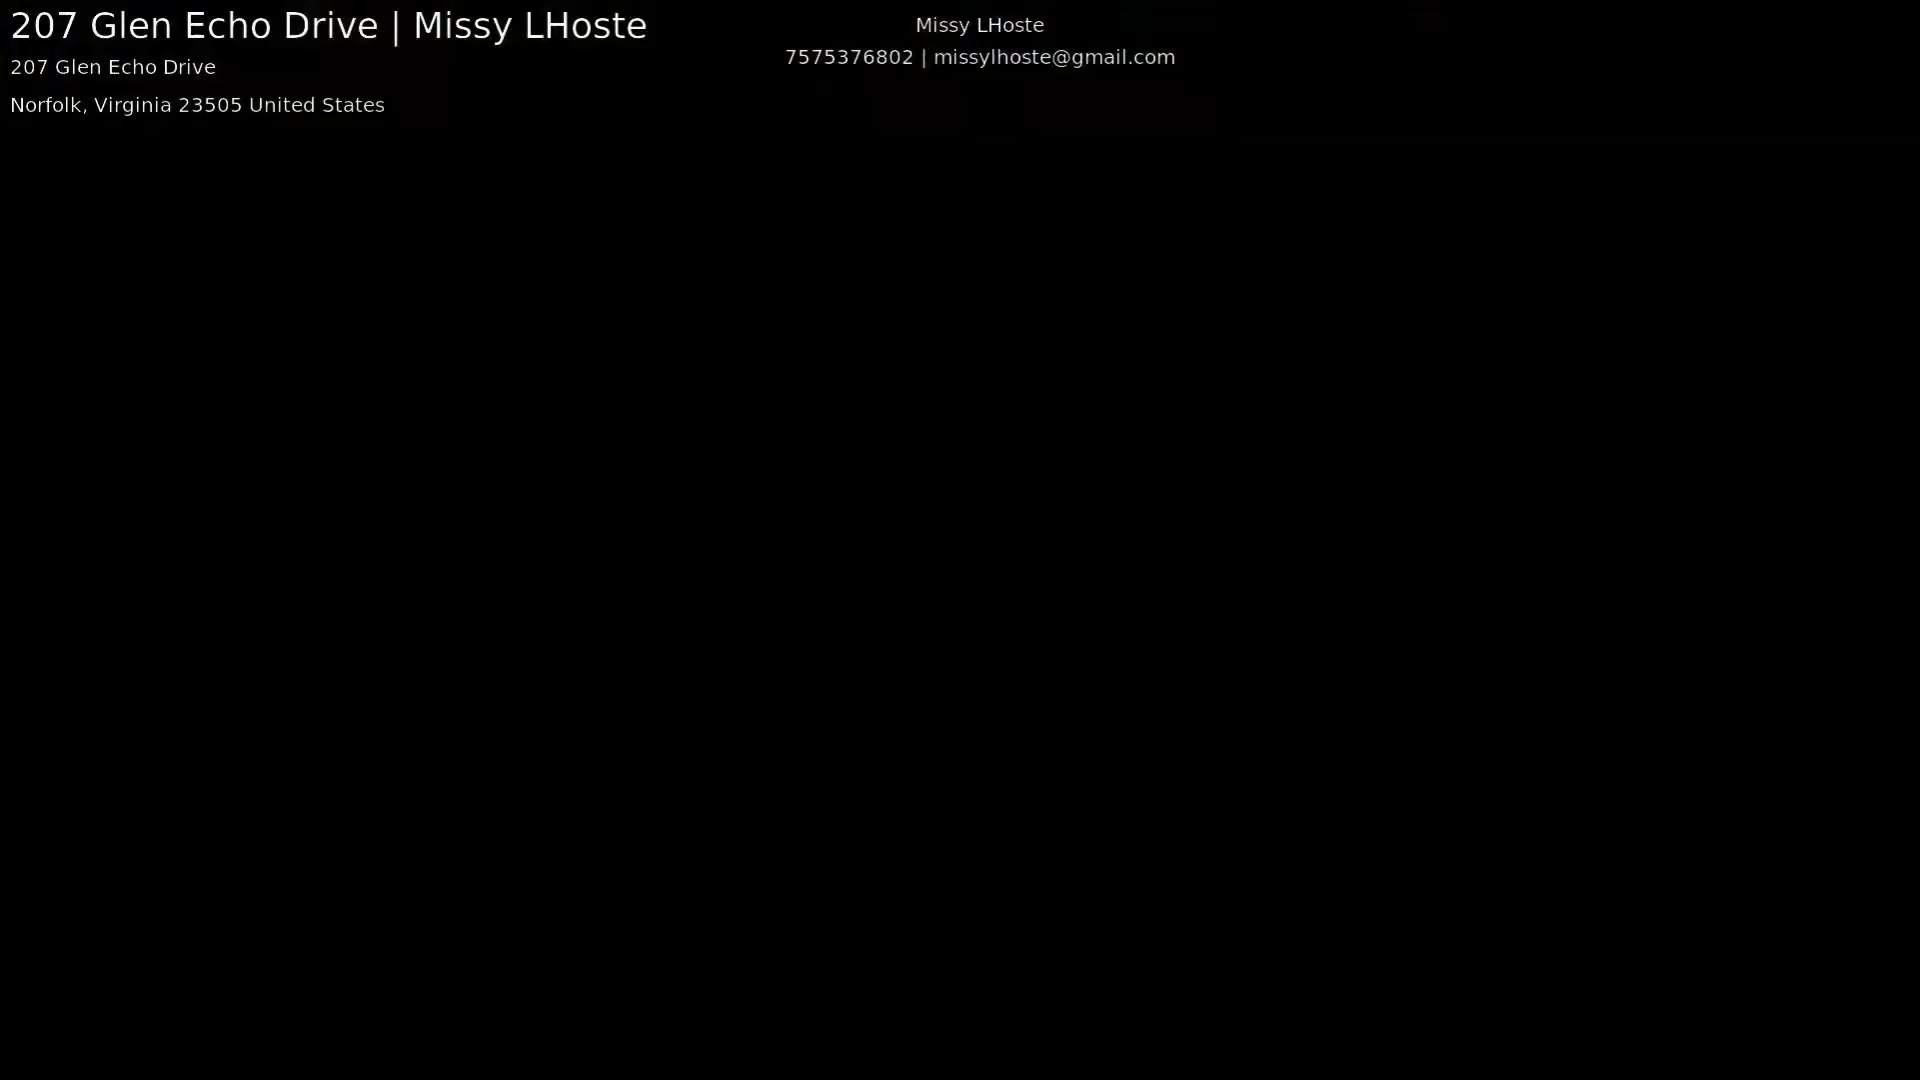 207 Glen Echo Drive | Missy LHoste
207 Glen Echo Drive
Norfolk, Virginia 23505 United States
Missy LHoste
7575376802 | missylhoste@gmail.com